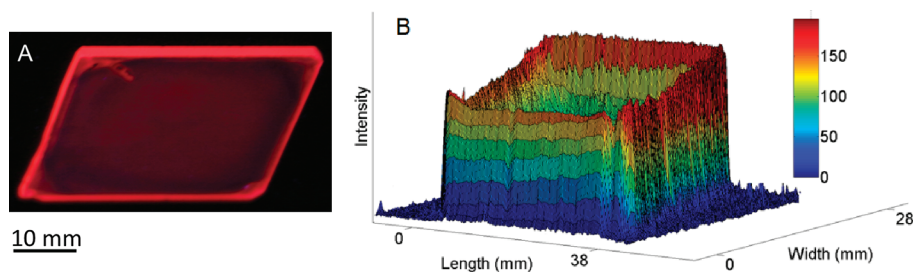 A
10 mm
B
Intensity
150
100
50
0
0
Length (mm)
38
0
Width (mm)
28